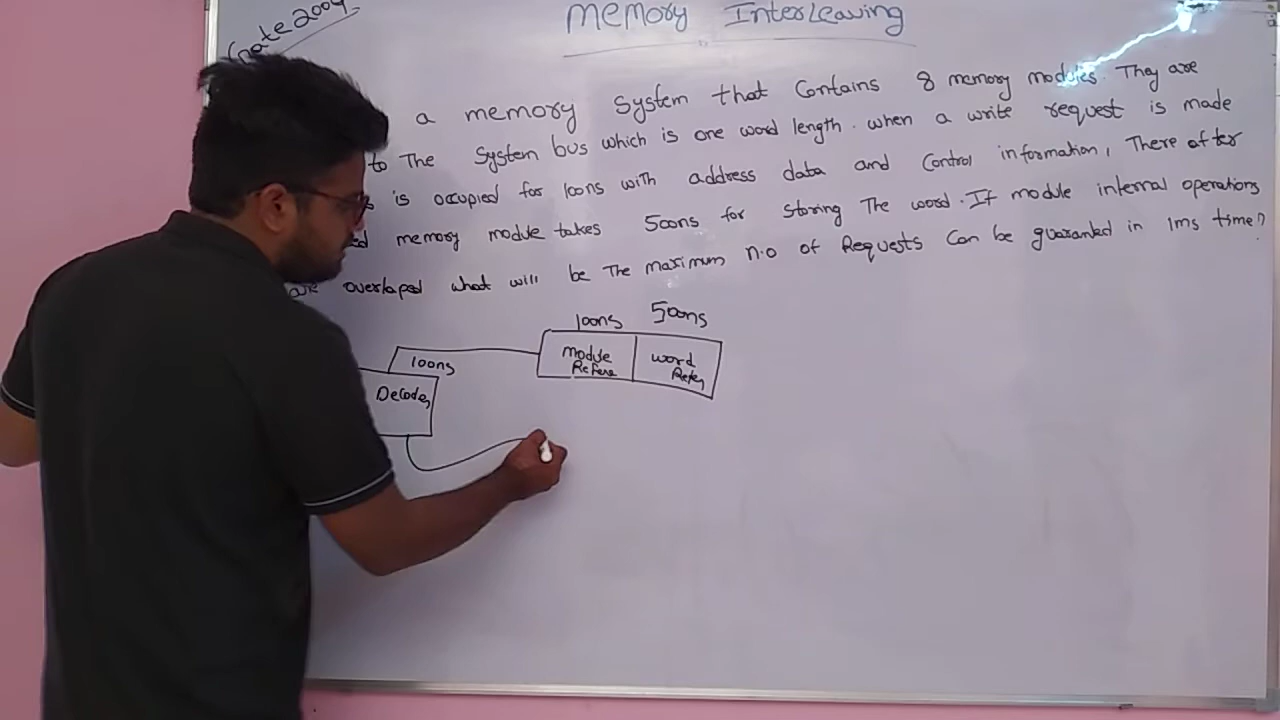 Gate 2004
Memory Interleaving
a memory System that Contains 8 memory modules. They are
to The System bus which is one word length. when a write request is made
is occupied for 100ns with address data and Control information, There after
memory module takes 500ns for storing The word. If module internal operations
are overlaped what will be The maximum n.o of Requests Can be guaranted in 1ms time?
100ns 500ns
100ns
module word
Refere Refer
Decoder